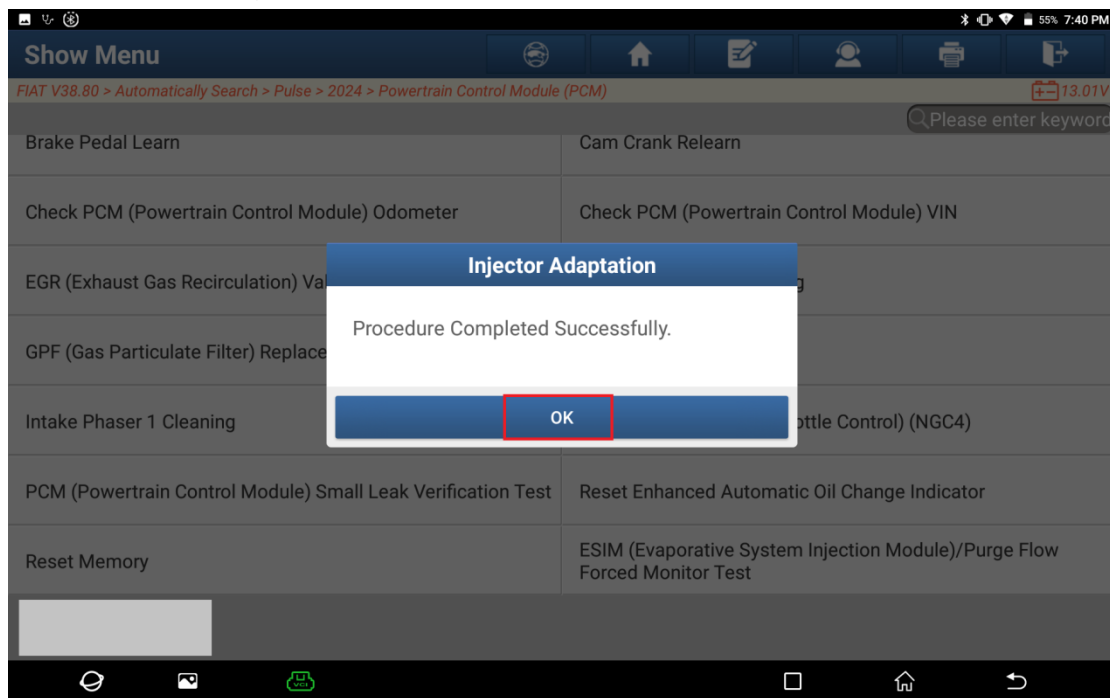 55% 7:40 PM
Show Menu
FIAT V38.80 > Automatically Search > Pulse > 2024 > Powertrain Control Module (PCM)
13.01V
Please enter keyword
Brake Pedal Learn
Cam Crank Relearn
Check PCM (Powertrain Control Module) Odometer
Check PCM (Powertrain Control Module) VIN
Injector Adaptation
EGR (Exhaust Gas Recirculation)
Procedure Completed Successfully.
GPF (Gas Particulate Filter)
OK
Intake Phaser 1 Cleaning
Control) (NGC4)
PCM (Powertrain Control Module) Small Leak Verification Test
Reset Enhanced Automatic Oil Change Indicator
Reset Memory
ESIM (Evaporative System Injection Module)/Purge Flow
Forced Monitor Test
VCI